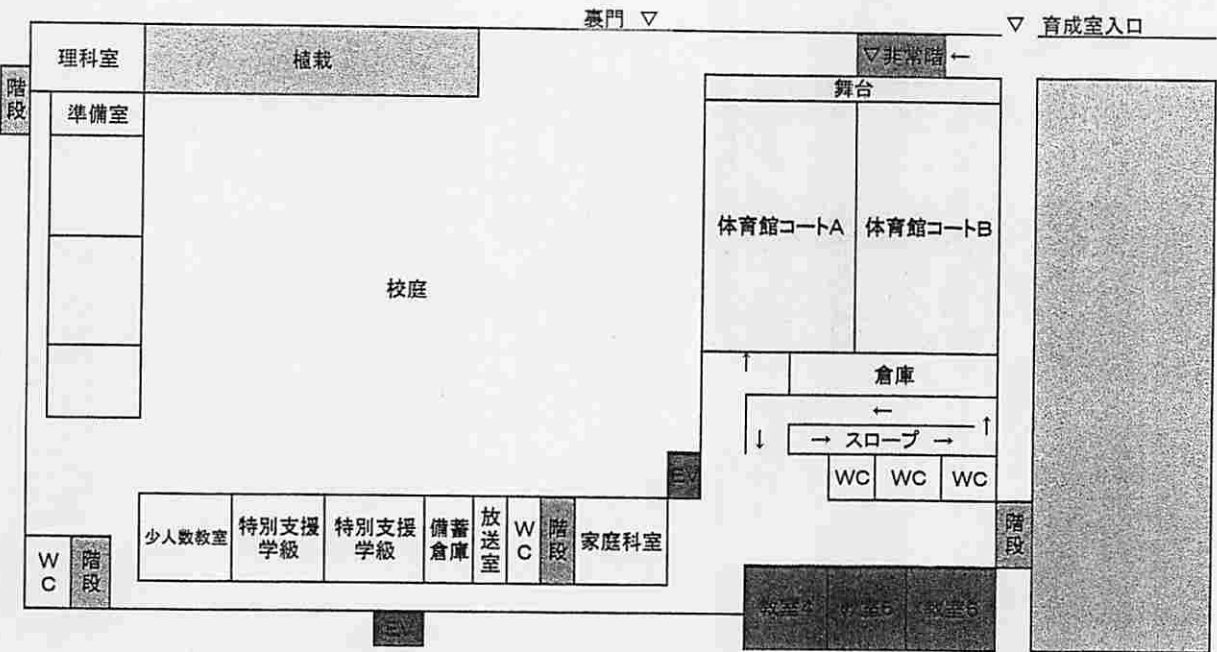 裏門 ▽
▽ 育成室入口
理科室
植栽
▽非常階 ←
階段
準備室
舞台
体育館コートA
体育館コートB
校庭
↑
倉庫
←
↓
→ スロープ →
↑
EV
WC
WC
WC
少人数教室
特別支援
学級
特別支援
学級
備蓄
倉庫
放送室
WC
階段
家庭科室
階段
WC
階段
教室4
教室5
教室6
EV